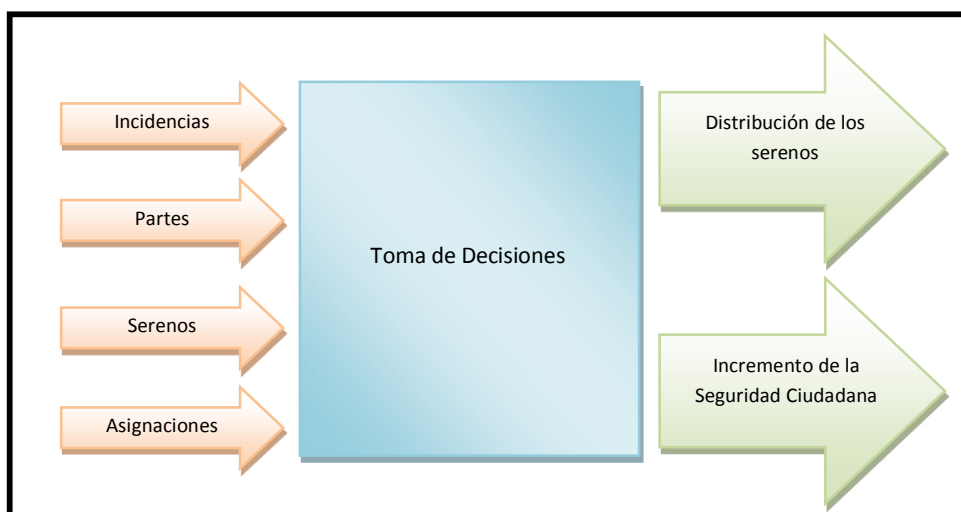 Incidencias
Partes
Serenos
Asignaciones
Toma de Decisiones
Distribución de los
serenos
Incremento de la
Seguridad Ciudadana